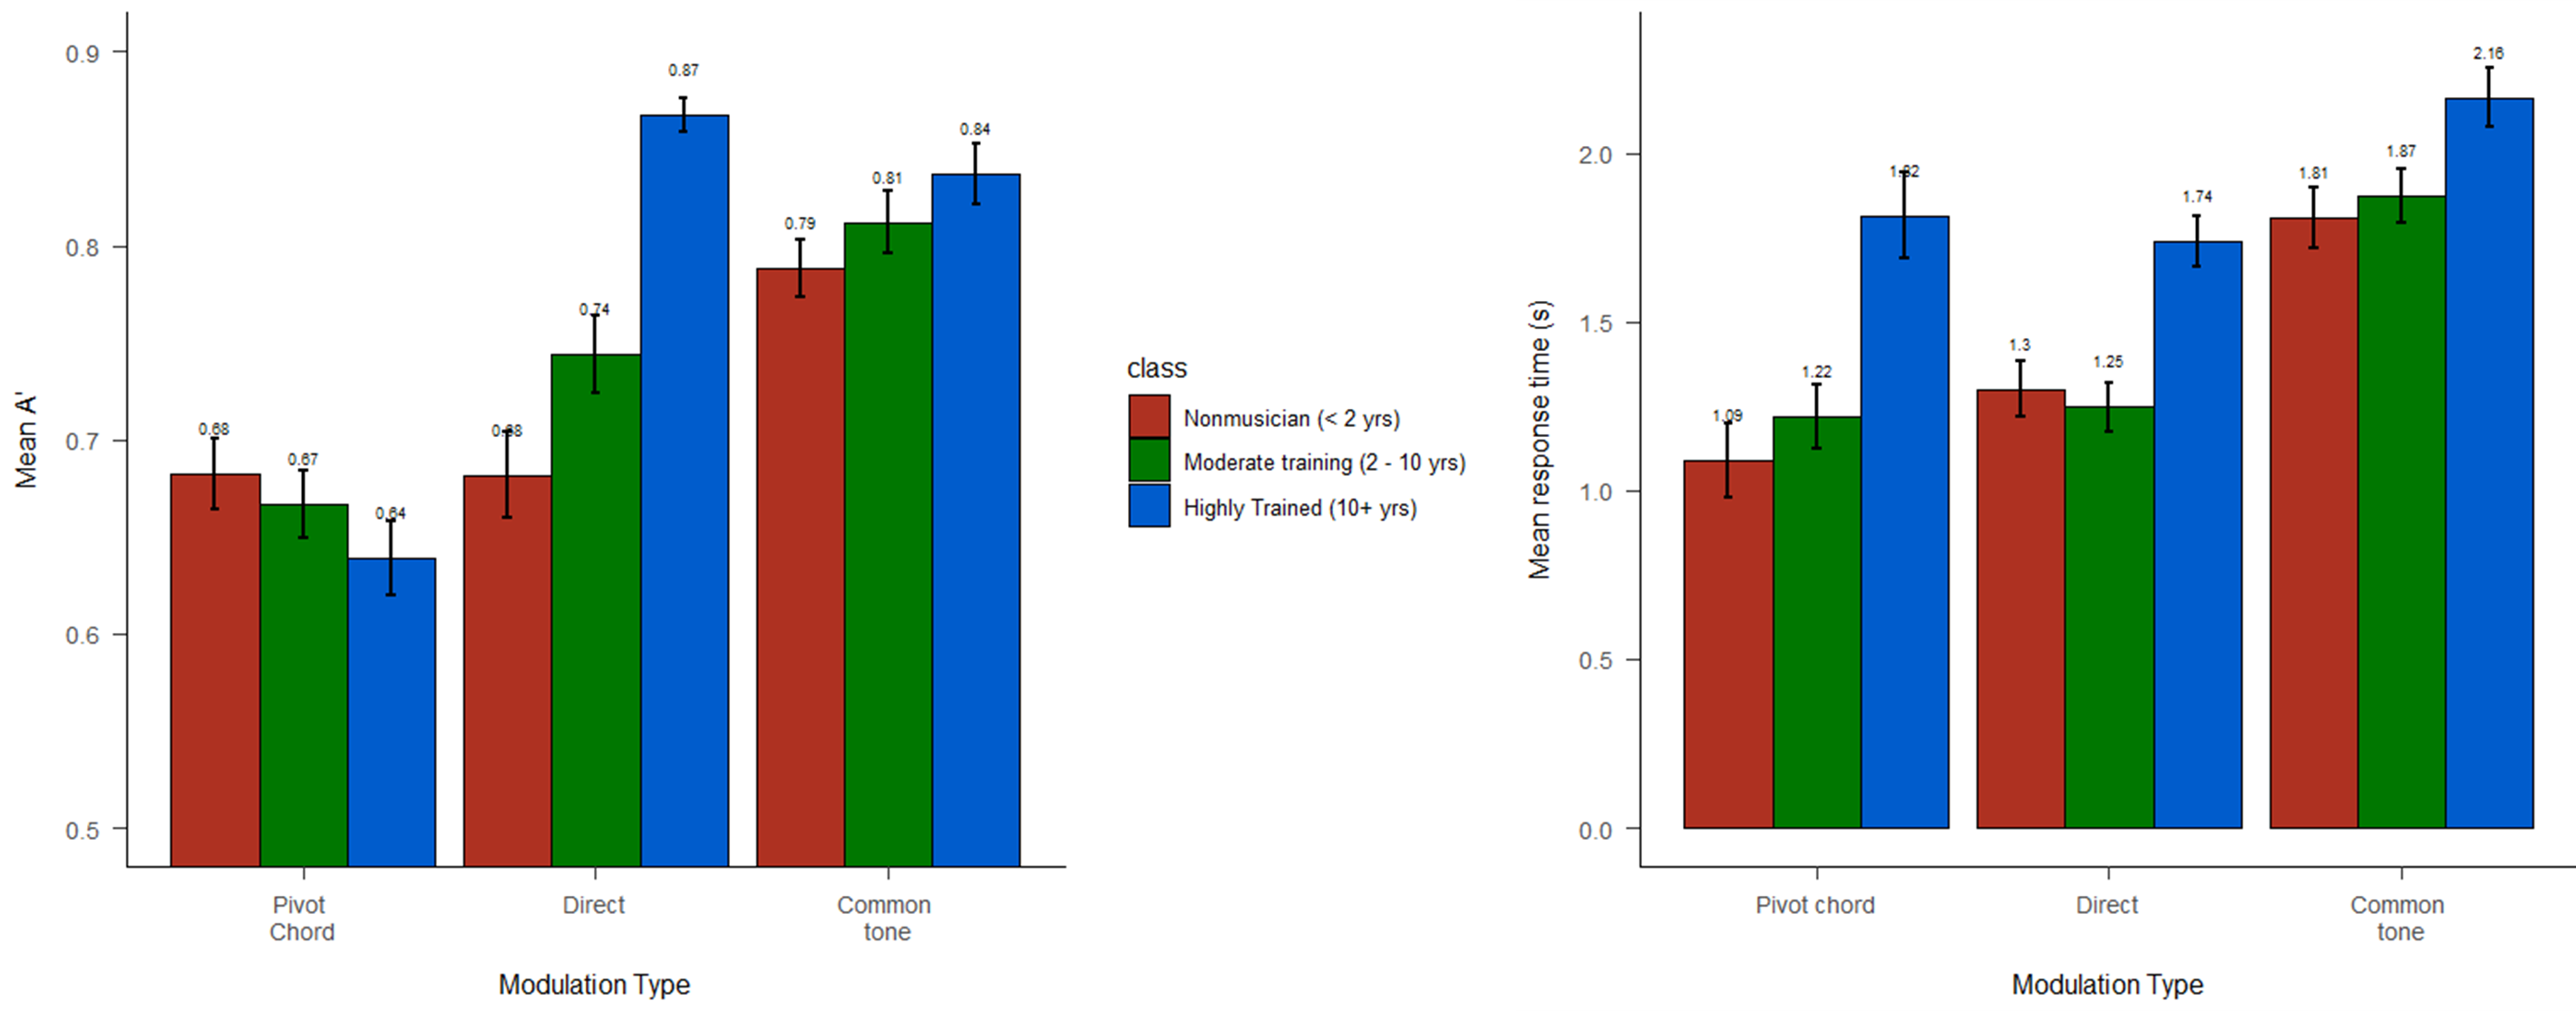 Mean A'
0.9
0.8
0.7
0.6
0.5
0.68
0.67
0.64
0.68
0.74
0.87
0.79
0.81
0.84
Pivot
Chord
Direct
Common
tone
Modulation Type
class
Nonmusician (< 2 yrs)
Moderate training (2 - 10 yrs)
Highly Trained (10+ yrs)
Mean response time (s)
2.0
1.5
1.0
0.5
0.0
1.09
1.22
1.82
1.3
1.25
1.74
1.81
1.87
2.16
Pivot chord
Direct
Common
tone
Modulation Type